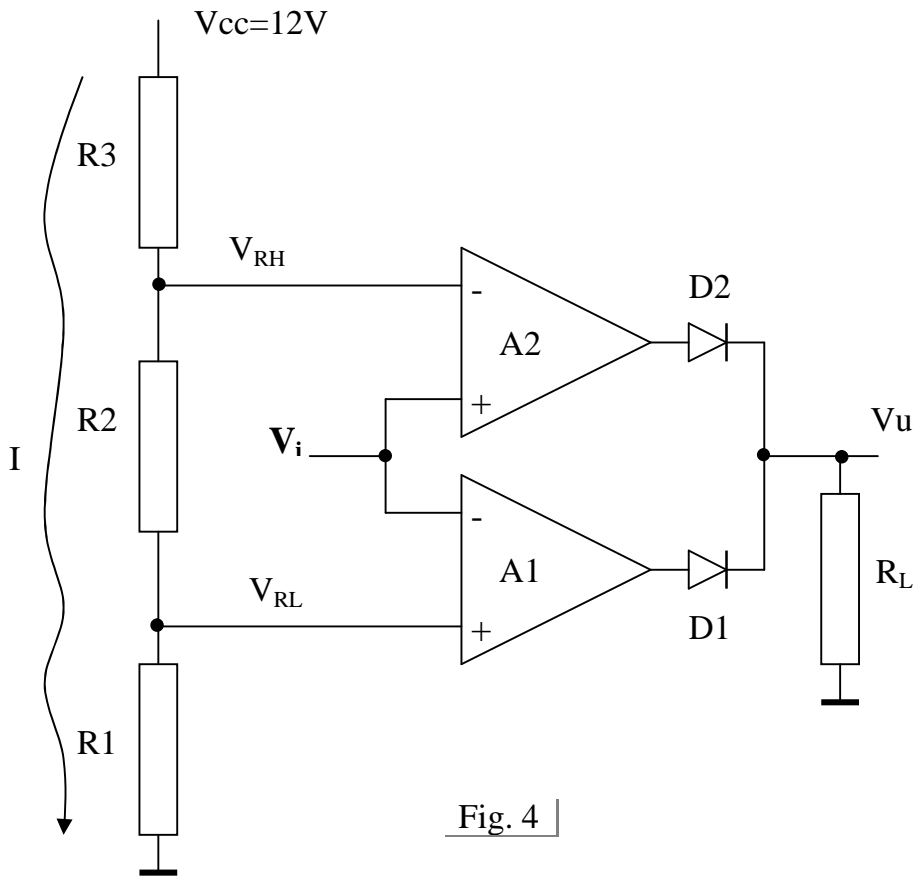 Vcc=12V
R3
V_RH
-
A2
+
D2
R2
Vu
V_i
I
-
A1
+
V_RL
D1
R_L
R1
Fig. 4